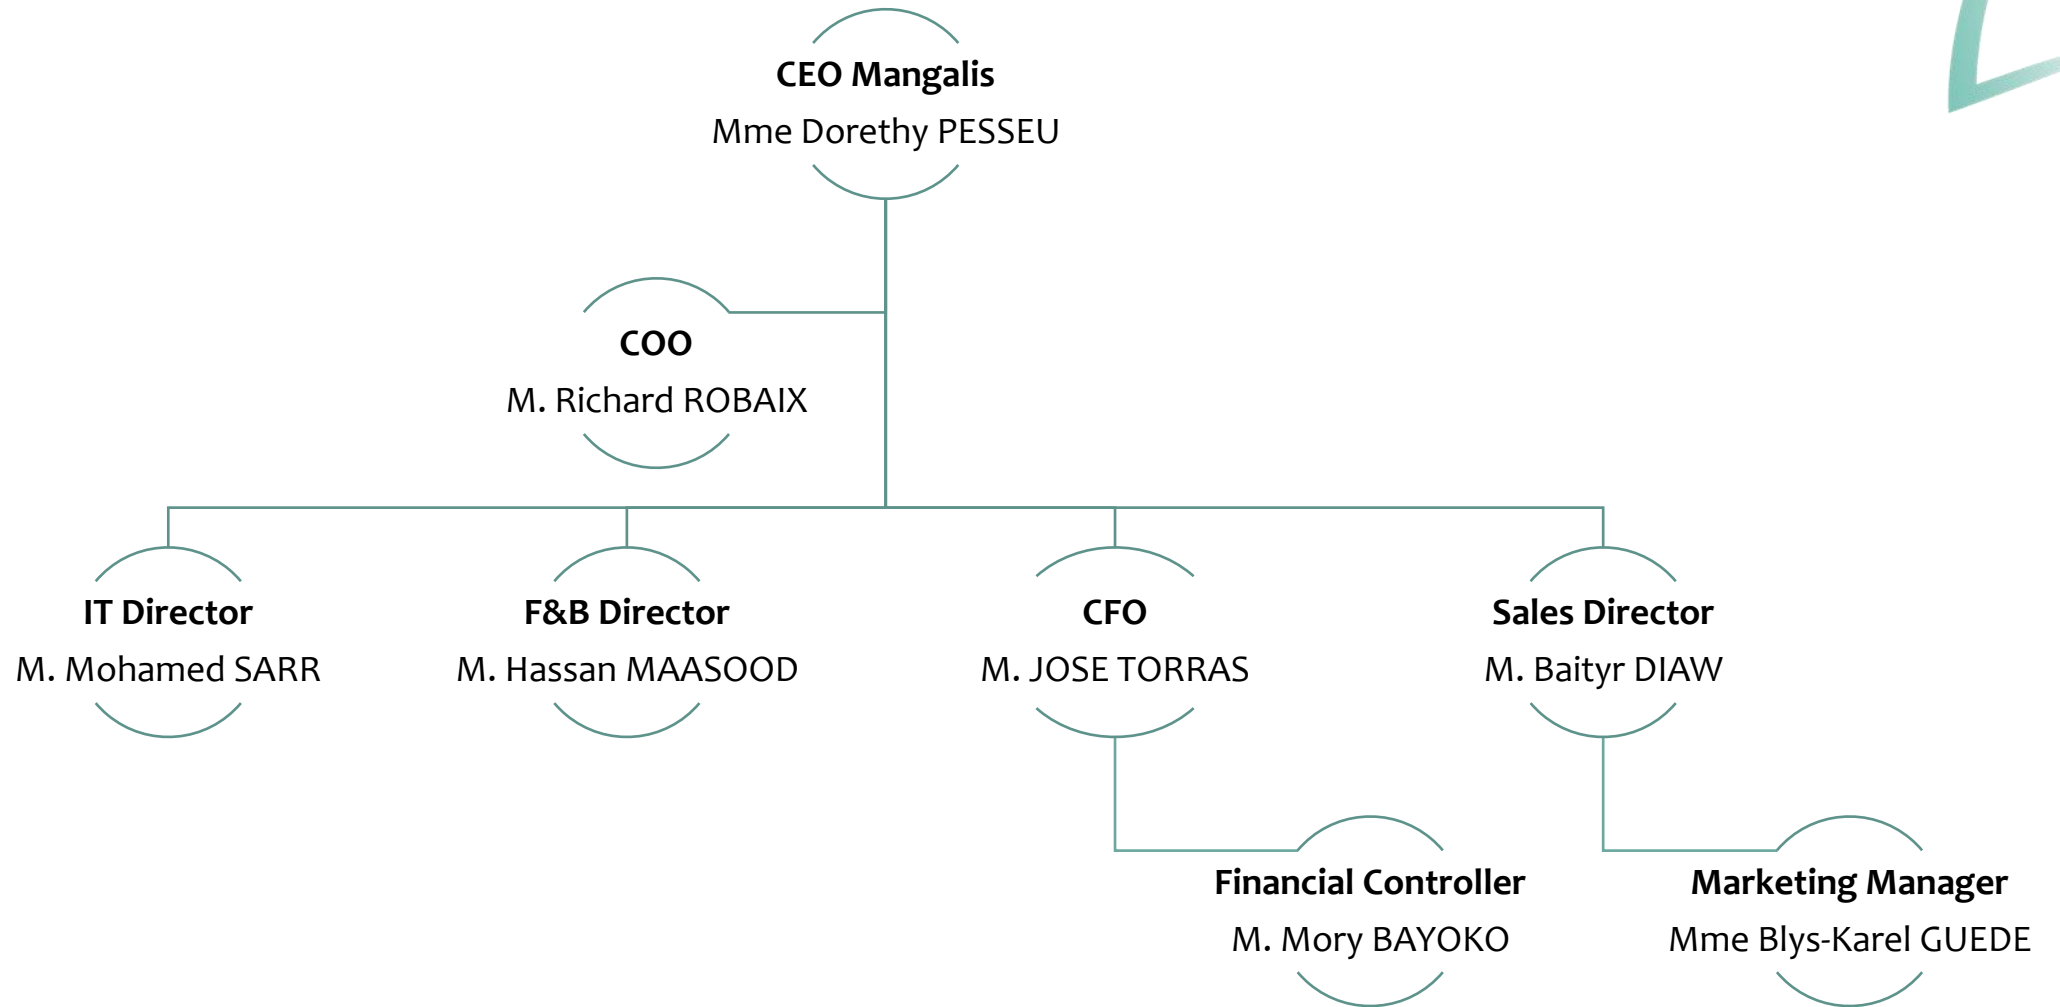 CEO Mangalis
Mme Dorethy PESSEU
COO
M. Richard ROBAIX
IT Director
M. Mohamed SARR
F&B Director
M. Hassan MAASOOD
CFO
M. JOSE TORRAS
Sales Director
M. Baityr DIAW
Financial Controller
M. Mory BAYOKO
Marketing Manager
Mme Blys-Karel GUEDE